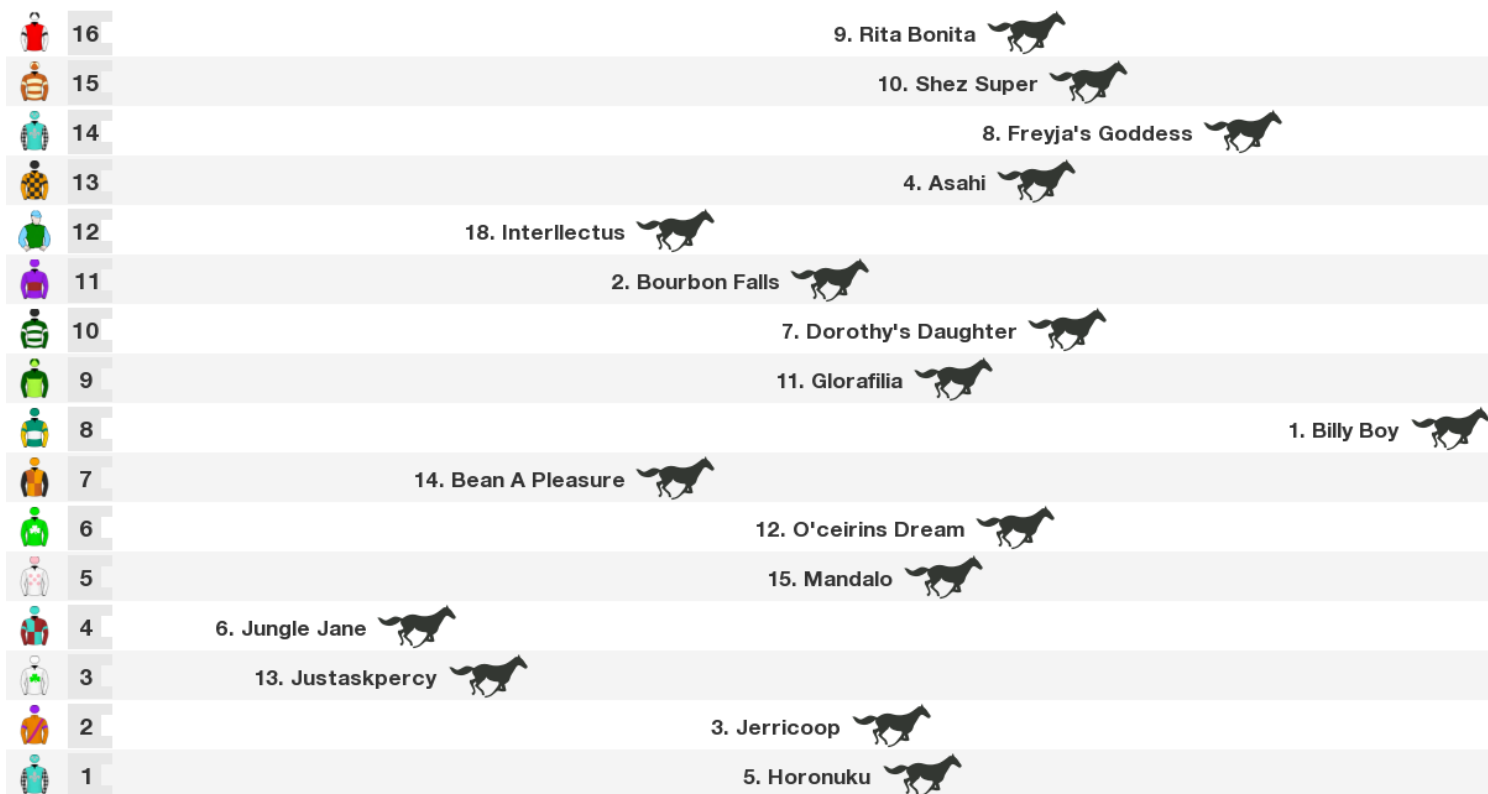 16 9. Rita Bonita
15 10. Shez Super
14 8. Freyja's Goddess
13 4. Asahi
12 18. Interllectus
11 2. Bourbon Falls
10 7. Dorothy's Daughter
9 11. Glorafilia
8 1. Billy Boy
7 14. Bean A Pleasure
6 12. O'ceirins Dream
5 15. Mandalo
4 6. Jungle Jane
3 13. Justaskpercy
2 3. Jerricoop
1 5. Horonuku